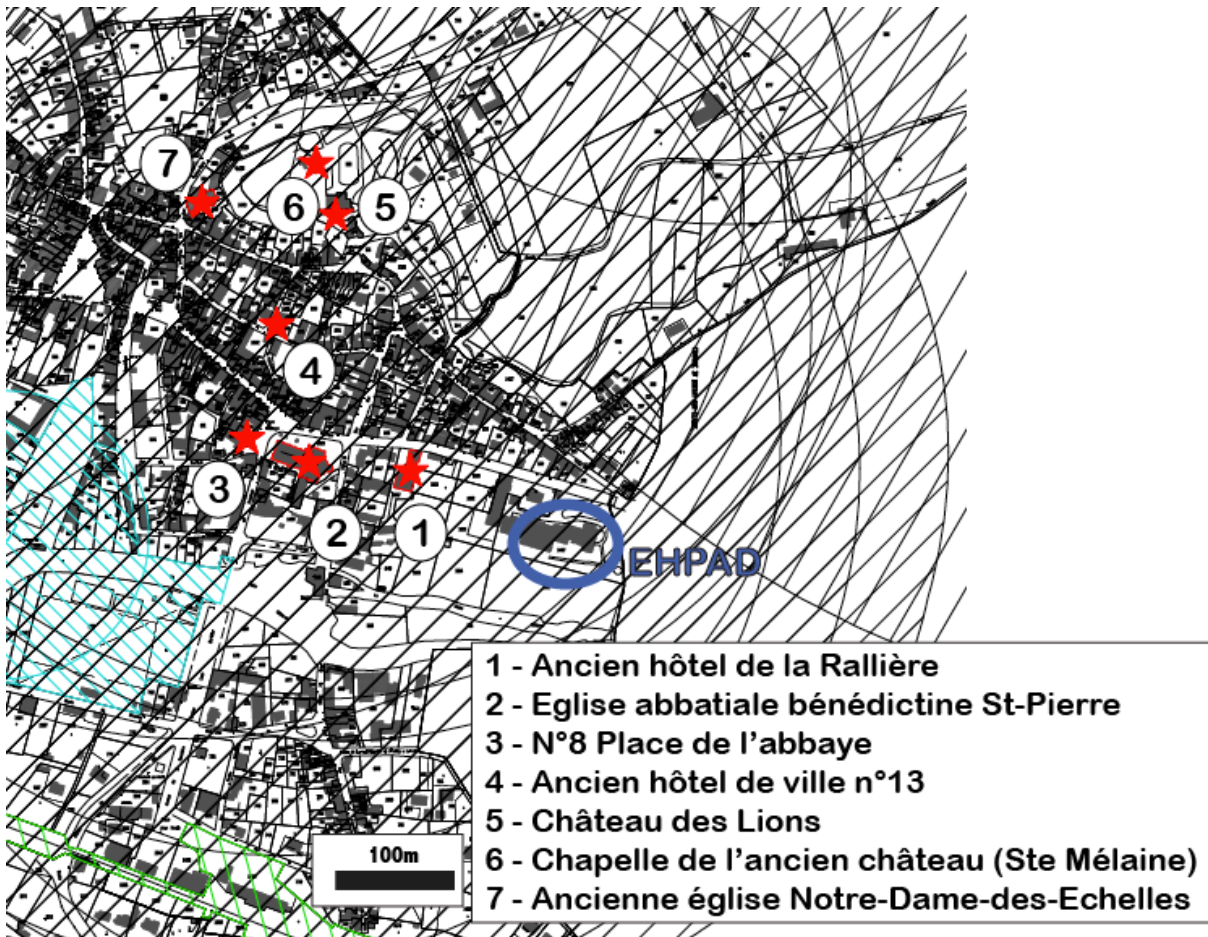 7
6
5
4
3
2
1
EHPAD
1 - Ancien hôtel de la Rallière
2 - Eglise abbatiale bénédictine St-Pierre
3 - N°8 Place de l'abbaye
4 - Ancien hôtel de ville n°13
5 - Château des Lions
6 - Chapelle de l'ancien château (Ste Mélaine)
7 - Ancienne église Notre-Dame-des-Echelles
100m